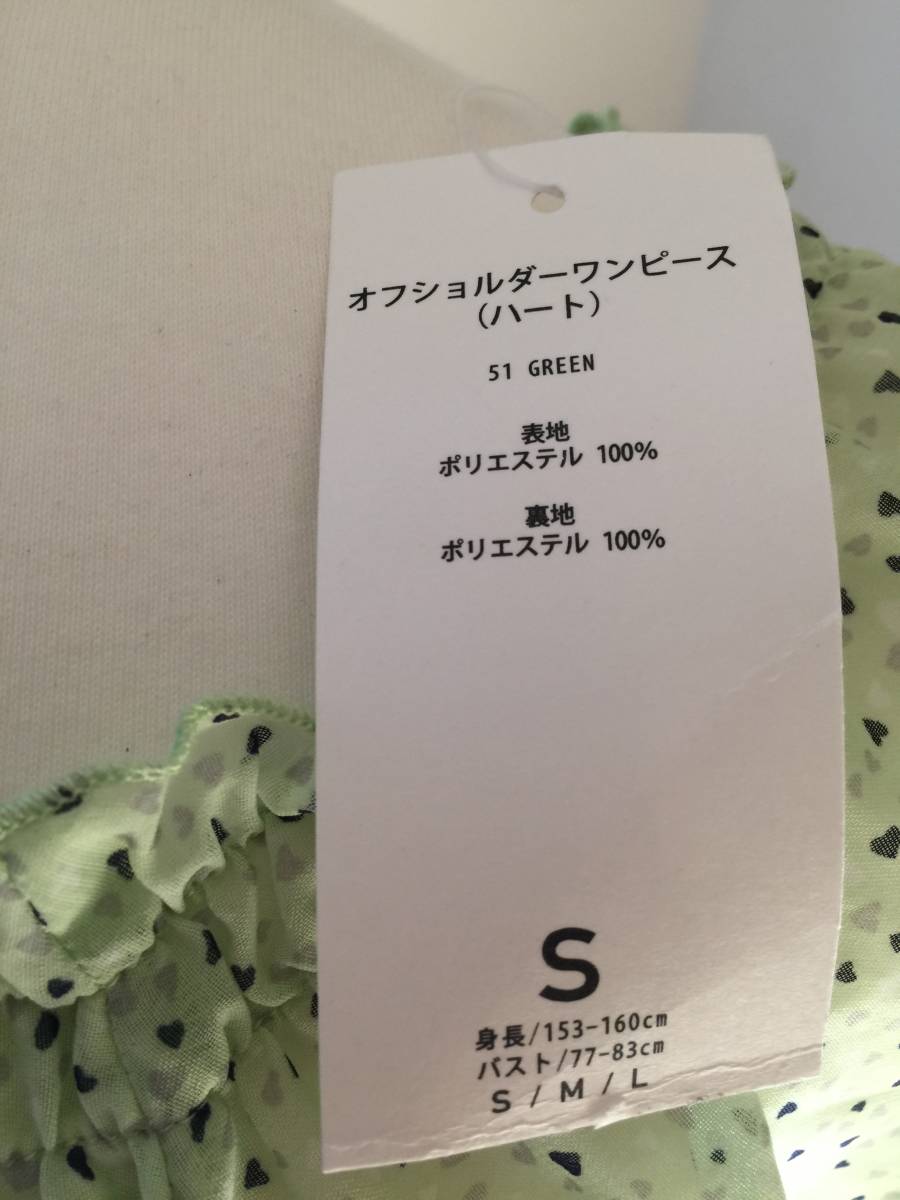 オフショルダーワンピース
(ハート)
51 GREEN
表地
ポリエステル 100%
裏地
ポリエステル 100%
S
身長/153-160cm
バスト/77-83cm
S / M / L